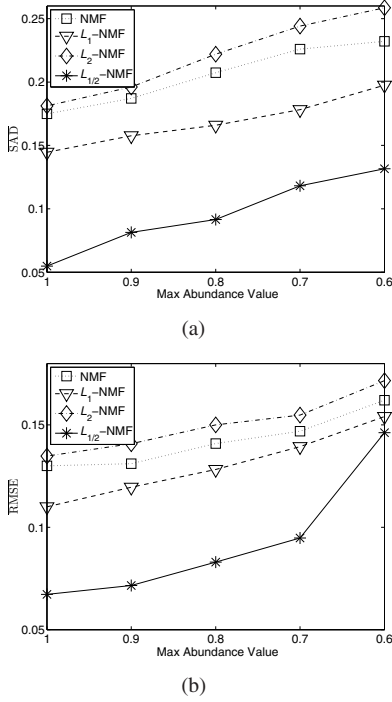 NMF
L₁–NMF
L₂–NMF
L₁/₂–NMF
0.25
0.2
0.15
0.1
0.05
SAD
1 0.9 0.8 0.7 0.6
Max Abundance Value
(a)
NMF
L₁–NMF
L₂–NMF
L₁/₂–NMF
0.15
0.1
0.05
RMSE
1 0.9 0.8 0.7 0.6
Max Abundance Value
(b)